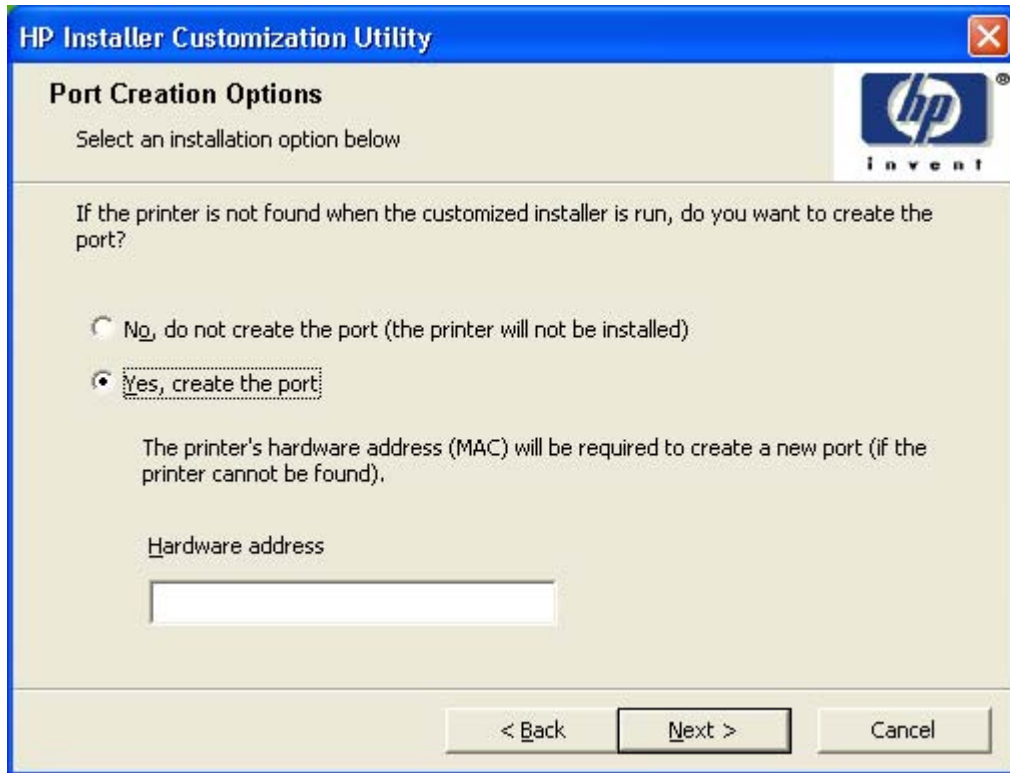 HP Installer Customization Utility
Port Creation Options
Select an installation option below
hp
®
invent
If the printer is not found when the customized installer is run, do you want to create the
port?
No, do not create the port (the printer will not be installed)
Yes, create the port
The printer's hardware address (MAC) will be required to create a new port (if the
printer cannot be found).
Hardware address
< Back
Next >
Cancel